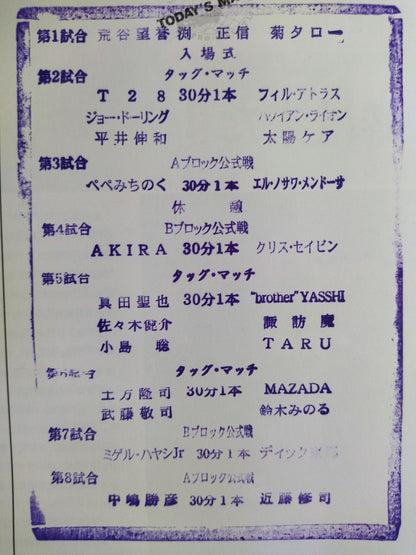 TODAY'S MA
第1試合 荒谷望誉 渕 正信 菊タロー
入場式
第2試合 タッグ・マッチ
T28 30分1本 フィル・アトラス
ジョー・ドーリング ハワイアン・ライオン
平井伸和 太陽ケア
第3試合 Aブロック公式戦
ペペみちのく 30分1本 エル・ノサワ・メンドーサ
休憩
第4試合 Bブロック公式戦
AKIRA 30分1本 クリス・セイビン
第5試合 タッグ・マッチ
真田聖也 30分1本 "brother"YASSHI
佐々木健介 諏訪魔
小島 聡 TARU
第6試合 タッグ・マッチ
土方隆司 30分1本 MAZADA
武藤敬司 鈴木みのる
第7試合 Bブロック公式戦
ミゲル・ハヤシJr 30分1本 ディック
第8試合 Aブロック公式戦
中嶋勝彦 30分1本 近藤修司